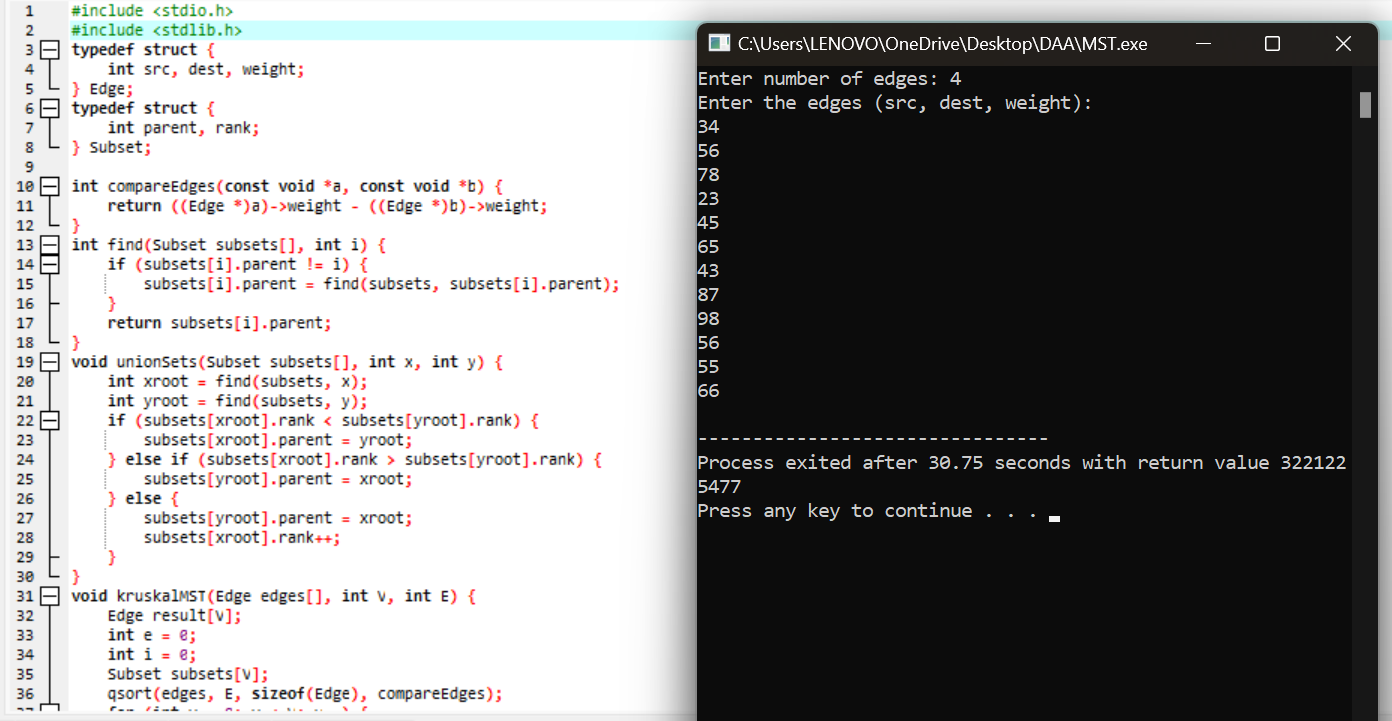 1 #include <stdio.h>
2 #include <stdlib.h>
3 typedef struct {
4 int src, dest, weight;
5 } Edge;
6 typedef struct {
7 int parent, rank;
8 } Subset;
9
10 int compareEdges(const void *a, const void *b) {
11 return ((Edge *)a)->weight - ((Edge *)b)->weight;
12 }
13 int find(Subset subsets[], int i) {
14 if (subsets[i].parent != i) {
15 subsets[i].parent = find(subsets, subsets[i].parent);
16 }
17 return subsets[i].parent;
18 }
19 void unionSets(Subset subsets[], int x, int y) {
20 int xroot = find(subsets, x);
21 int yroot = find(subsets, y);
22 if (subsets[xroot].rank < subsets[yroot].rank) {
23 subsets[xroot].parent = yroot;
24 } else if (subsets[xroot].rank > subsets[yroot].rank) {
25 subsets[yroot].parent = xroot;
26 } else {
27 subsets[yroot].parent = xroot;
28 subsets[xroot].rank++;
29 }
30 }
31 void kruskalMST(Edge edges[], int V, int E) {
32 Edge result[V];
33 int e = 0;
34 int i = 0;
35 Subset subsets[V];
36 qsort(edges, E, sizeof(Edge), compareEdges);
C:\Users\LENOVO\OneDrive\Desktop\DAA\MST.exe
Enter number of edges: 4
Enter the edges (src, dest, weight):
34
56
78
23
45
65
43
87
98
56
55
66
--------------------------------
Process exited after 30.75 seconds with return value 322122
5477
Press any key to continue . . .